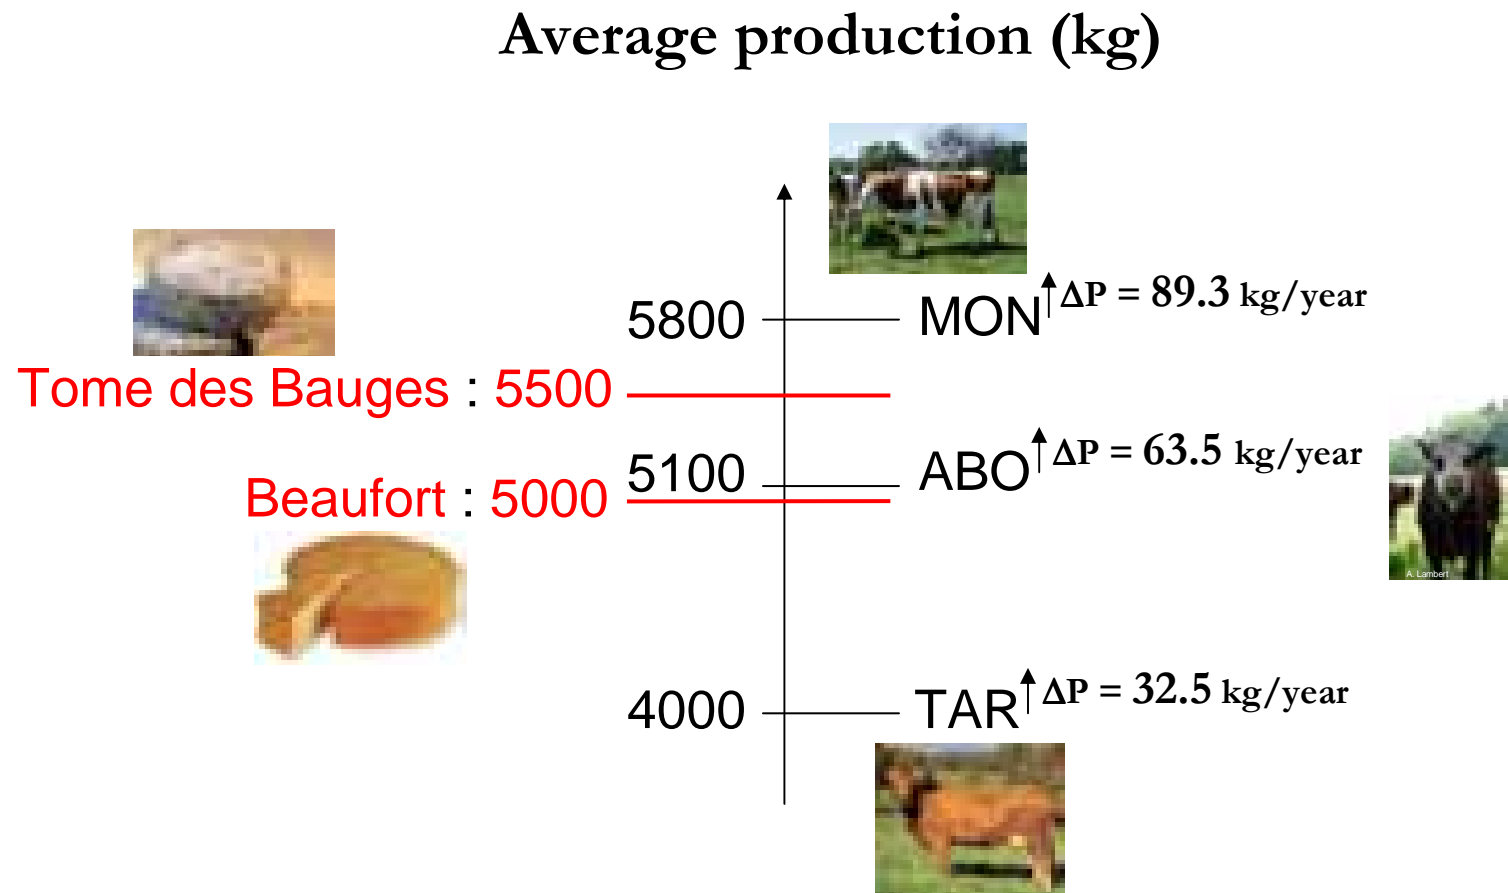 Average production (kg)
5800 MON ΔP = 89.3 kg/year
Tome des Bauges : 5500
5100 ABO ΔP = 63.5 kg/year
Beaufort : 5000
A. Lambert
4000 TAR ΔP = 32.5 kg/year